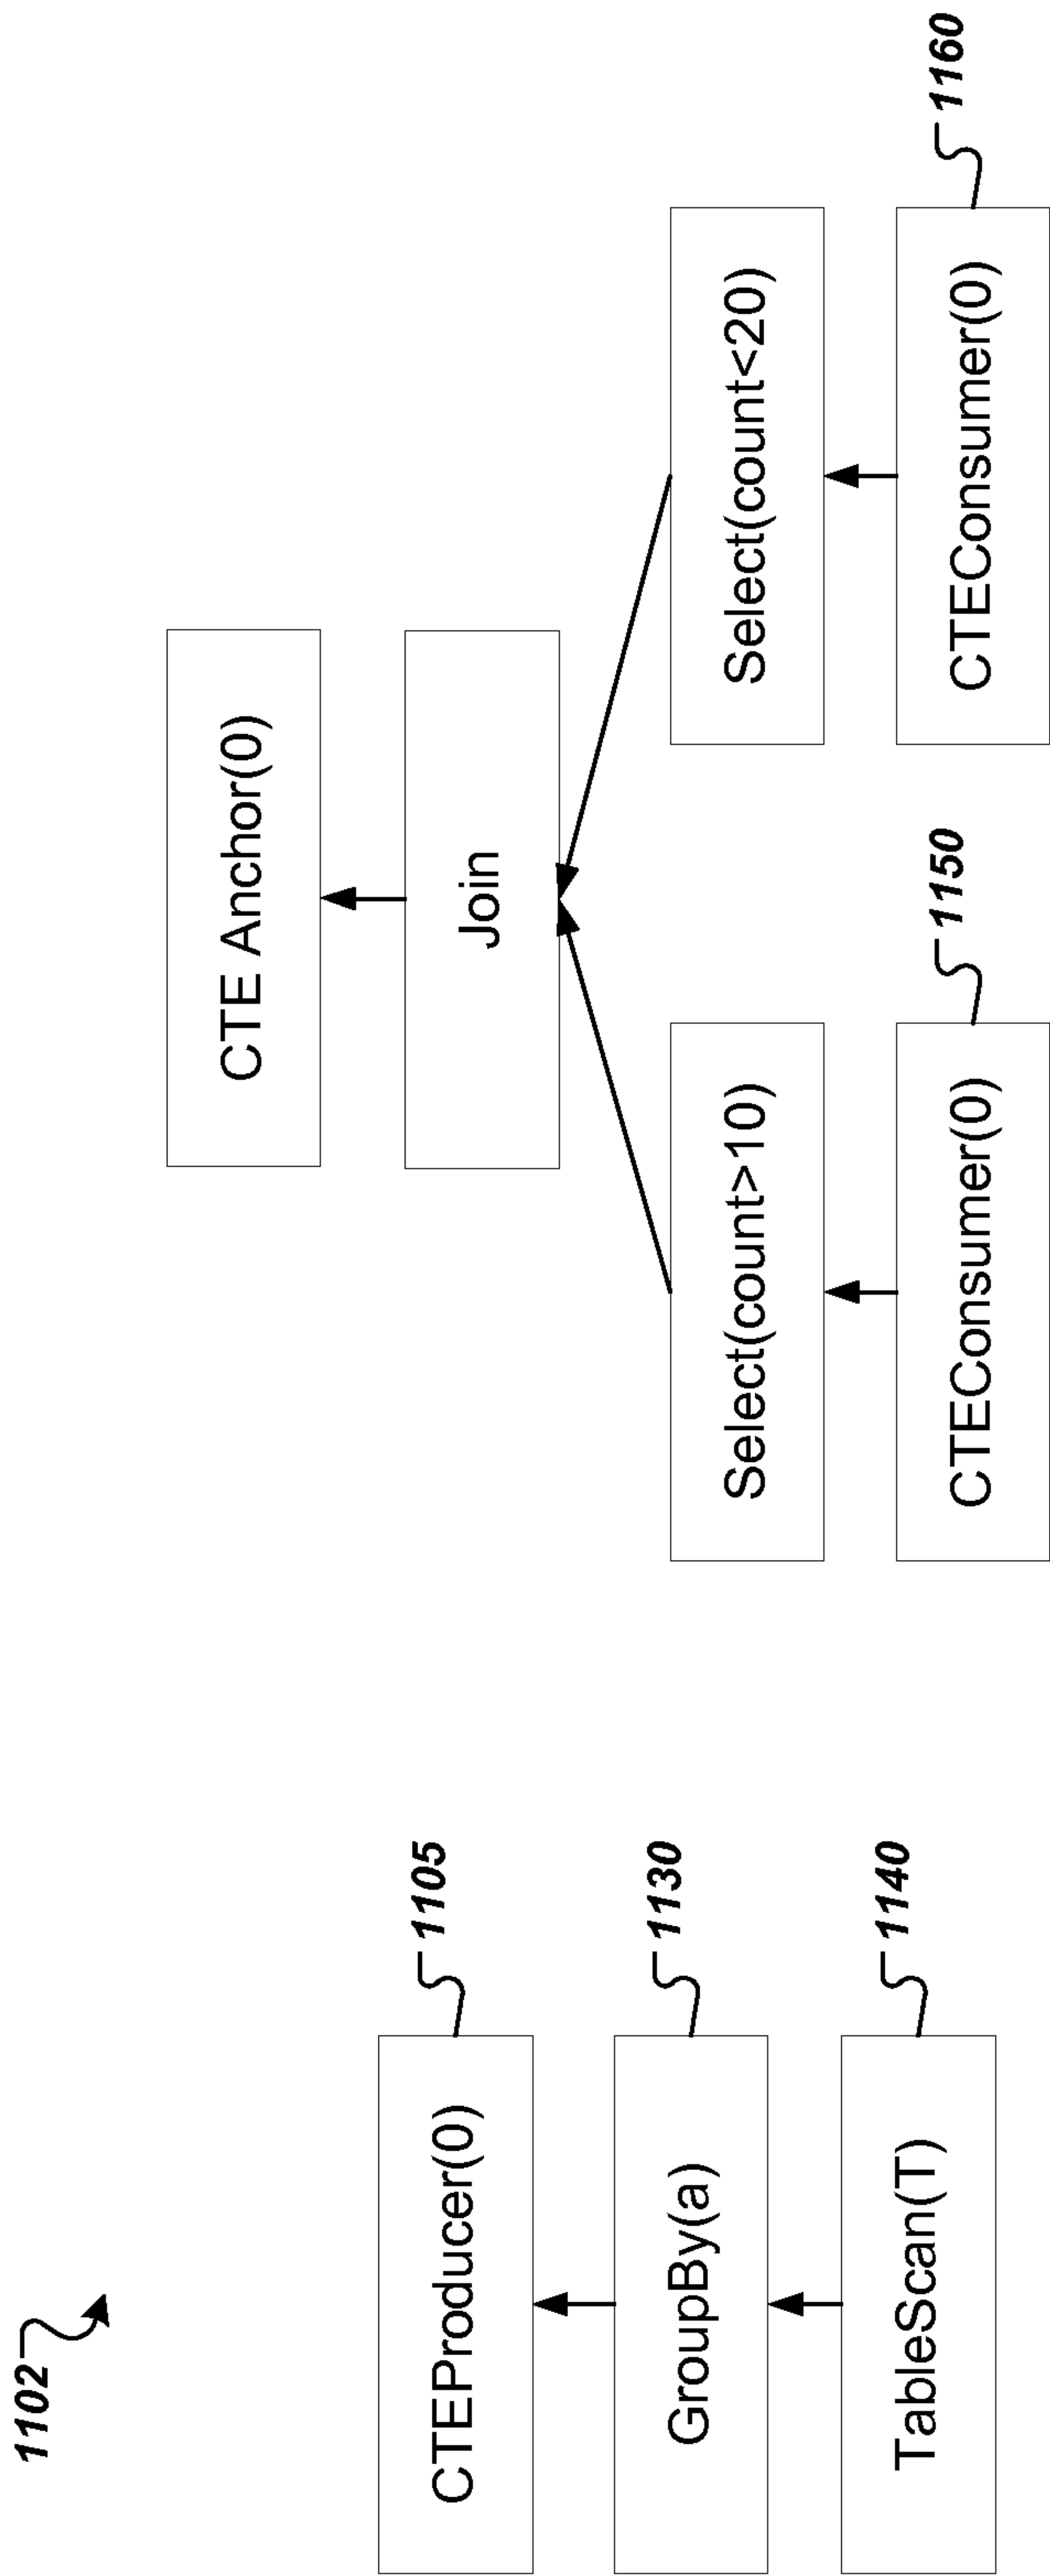 1102
CTE Anchor(0)
CTEProducer(0)
1105
Join
GroupBy(a)
1130
Select(count>10)
Select(count<20)
TableScan(T)
1140
CTEConsumer(0)
1150
CTEConsumer(0)
1160